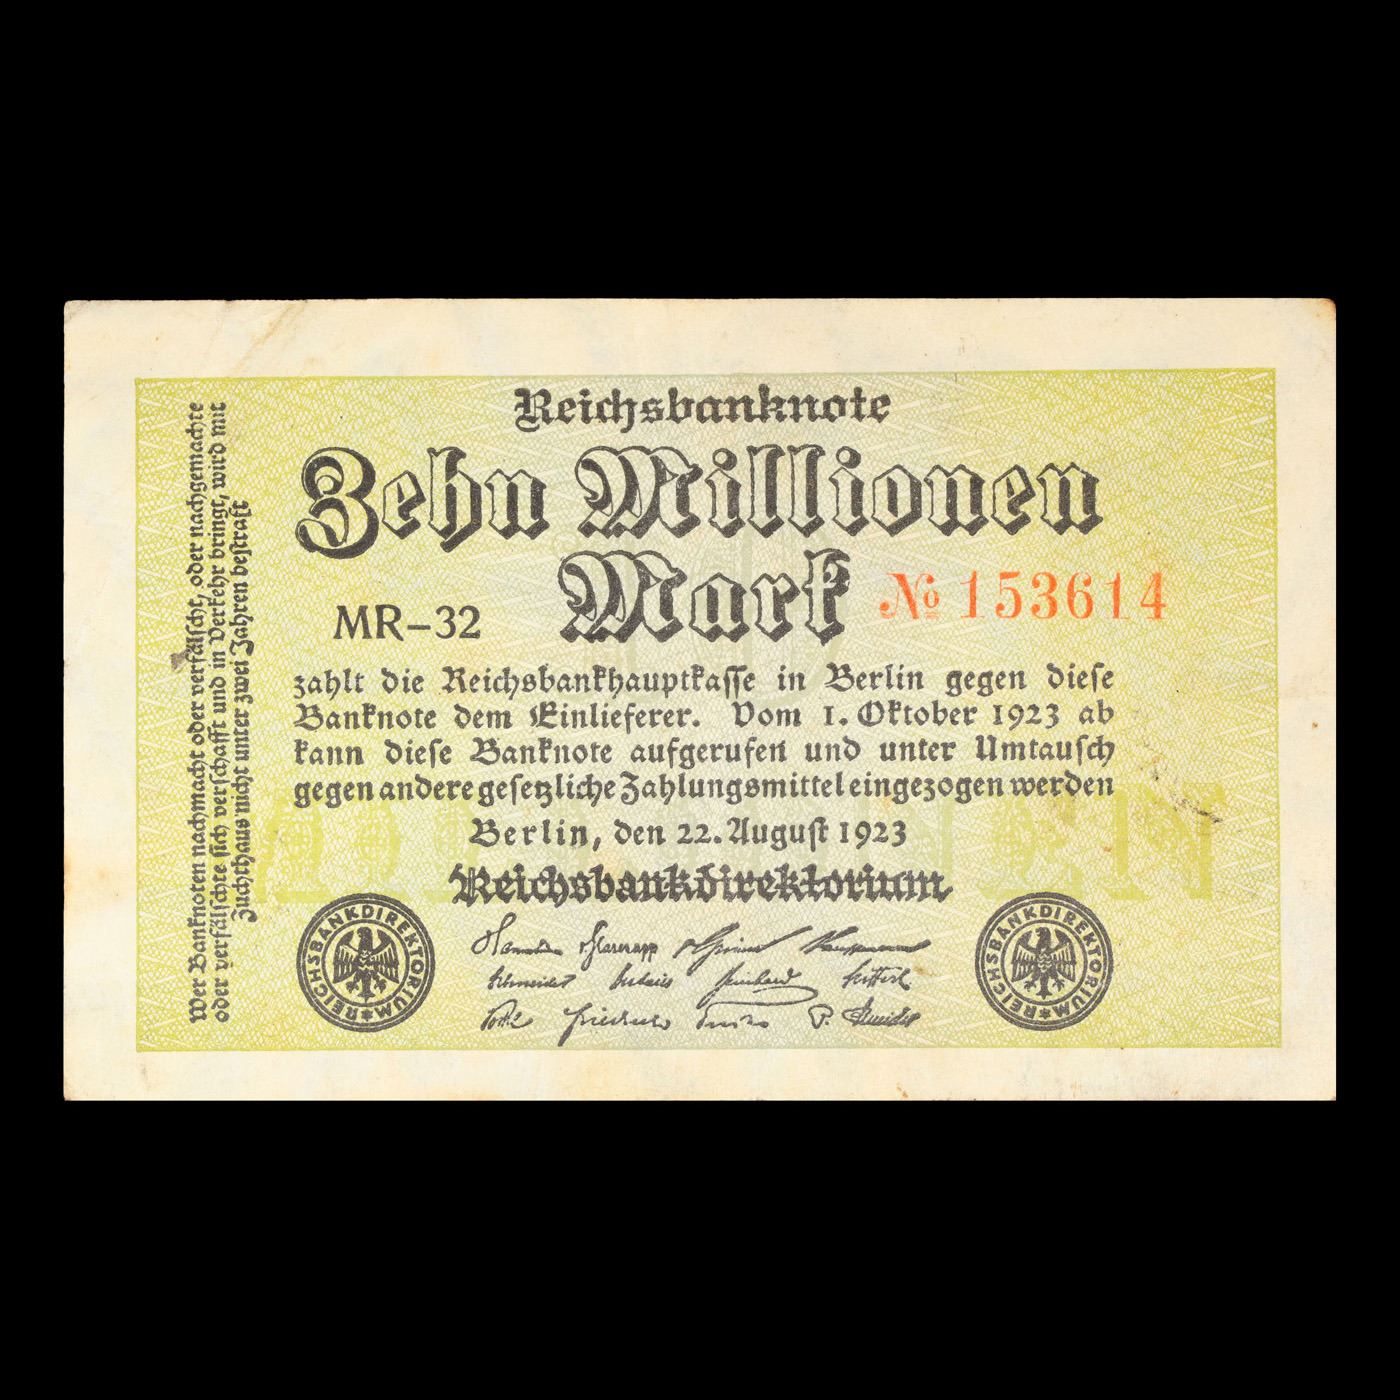 Reichsbanknote
Zehn Millionen
Mark
№ 153614
MR-32
zahlt die Reichsbankhauptkasse in Berlin gegen diese
Banknote dem Einlieferer. Vom 1. Oktober 1923 ab
kann diese Banknote aufgerufen und unter Umtausch
gegen andere gesetzliche Zahlungsmittel eingezogen werden
Berlin, den 22. August 1923
Reichsbankdirektorium
REICHSBANKDIREKTORIUM
REICHSBANKDIREKTORIUM
Wer Banknoten nachmacht oder verfälscht, oder nachgemachte
oder verfälschte sich verschafft und in Verkehr bringt, wird mit
Zuchthaus nicht unter zwei Jahren bestraft